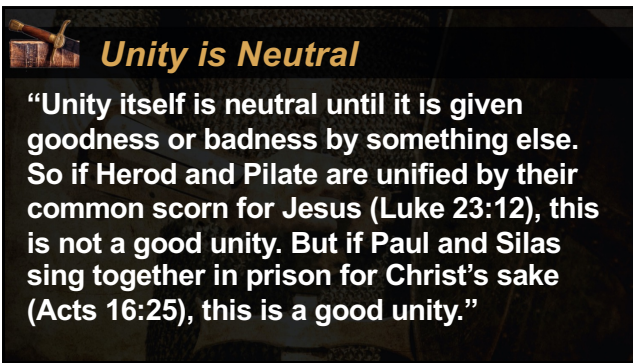 Unity is Neutral
“Unity itself is neutral until it is given
goodness or badness by something else.
So if Herod and Pilate are unified by their
common scorn for Jesus (Luke 23:12), this
is not a good unity. But if Paul and Silas
sing together in prison for Christ’s sake
(Acts 16:25), this is a good unity.”